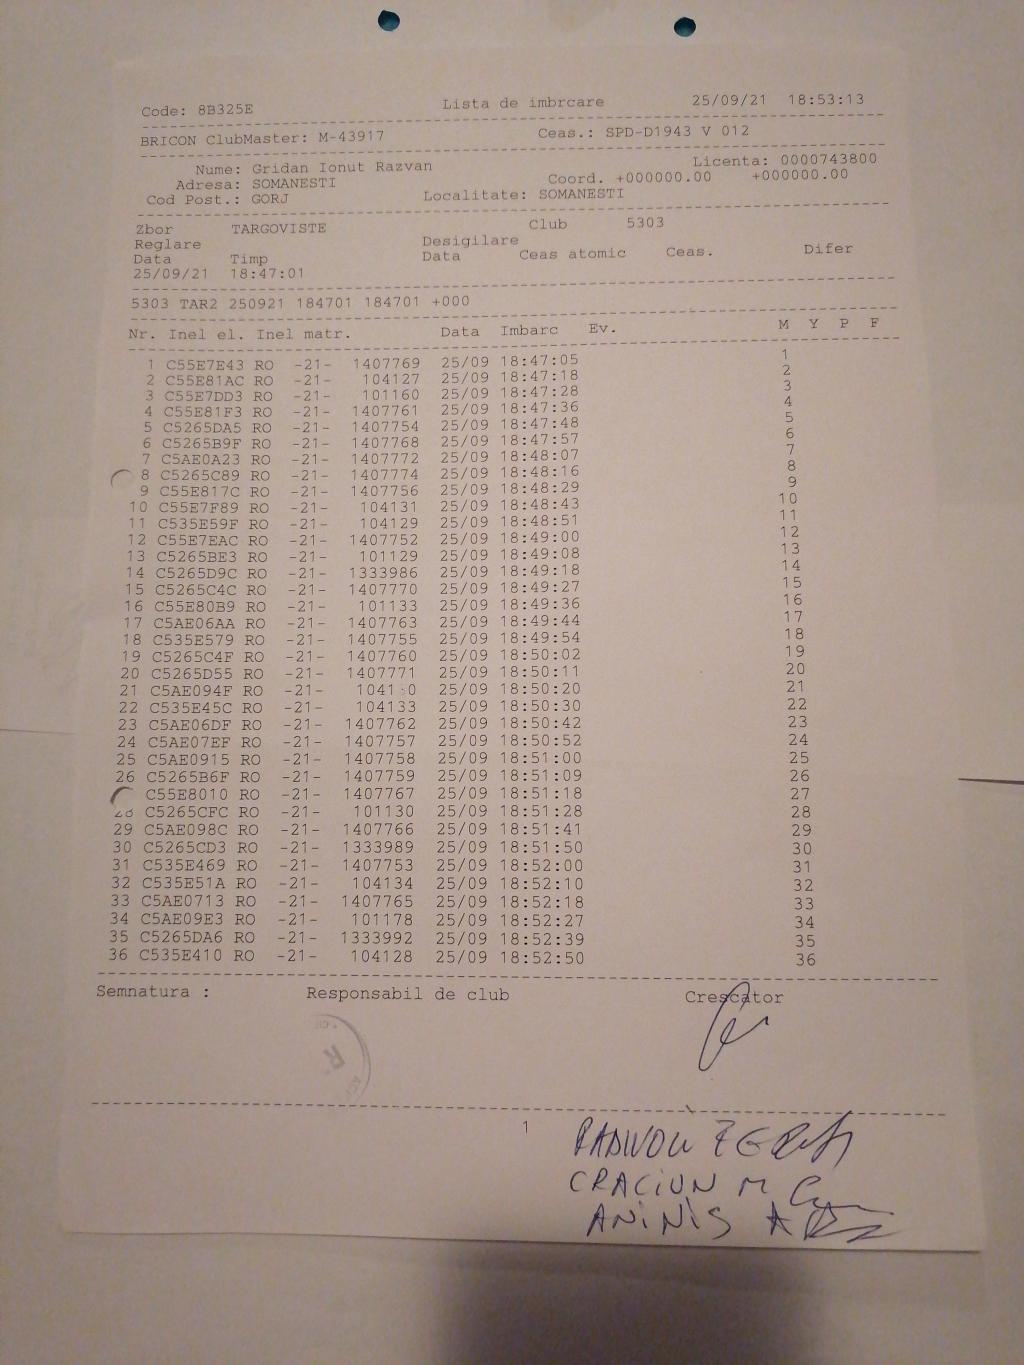 Code: 8B325E Lista de imbrcare 25/09/21 18:53:13
BRICON ClubMaster: M-43917 Ceas.: SPD-D1943 V 012
Nume: Gridan Ionut Razvan Licenta: 0000743800
Adresa: SOMANESTI Coord. +000000.00 +000000.00
Cod Post.: GORJ Localitate: SOMANESTI
Zbor TARGOVISTE Club 5303
Reglare Desigilare
Data Timp Data Ceas atomic Ceas. Difer
25/09/21 18:47:01
5303 TAR2 250921 184701 184701 +000
Nr. Inel el. Inel matr. Data Imbarc Ev. M Y P F
1 C55E7E43 RO -21- 1407769 25/09 18:47:05 1
2 C55E81AC RO -21- 104127 25/09 18:47:18 2
3 C55E7DD3 RO -21- 101160 25/09 18:47:28 3
4 C55E81F3 RO -21- 1407761 25/09 18:47:36 4
5 C5265DA5 RO -21- 1407754 25/09 18:47:48 5
6 C5265B9F RO -21- 1407768 25/09 18:47:57 6
7 C5AE0A23 RO -21- 1407772 25/09 18:48:07 7
8 C5265C89 RO -21- 1407774 25/09 18:48:16 8
9 C55E817C RO -21- 1407756 25/09 18:48:29 9
10 C55E7F89 RO -21- 104131 25/09 18:48:43 10
11 C535E59F RO -21- 104129 25/09 18:48:51 11
12 C55E7EAC RO -21- 1407752 25/09 18:49:00 12
13 C5265BE3 RO -21- 101129 25/09 18:49:08 13
14 C5265D9C RO -21- 1333986 25/09 18:49:18 14
15 C5265C4C RO -21- 1407770 25/09 18:49:27 15
16 C55E80B9 RO -21- 101133 25/09 18:49:36 16
17 C5AE06AA RO -21- 1407763 25/09 18:49:44 17
18 C535E579 RO -21- 1407755 25/09 18:49:54 18
19 C5265C4F RO -21- 1407760 25/09 18:50:02 19
20 C5265D55 RO -21- 1407771 25/09 18:50:11 20
21 C5AE094F RO -21- 25/09 18:50:20 21
22 C535E45C RO -21- 104133 25/09 18:50:30 22
23 C5AE06DF RO -21- 1407762 25/09 18:50:42 23
24 C5AE07EF RO -21- 1407757 25/09 18:50:52 24
25 C5AE0915 RO -21- 1407758 25/09 18:51:00 25
26 C5265B6F RO -21- 1407759 25/09 18:51:09 26
C55E8010 RO -21- 1407767 25/09 18:51:18 27
28 C5265CFC RO -21- 101130 25/09 18:51:28 28
29 C5AE098C RO -21- 1407766 25/09 18:51:41 29
30 C5265CD3 RO -21- 1333989 25/09 18:51:50 30
31 C535E469 RO -21- 1407753 25/09 18:52:00 31
32 C535E51A RO -21- 104134 25/09 18:52:10 32
33 C5AE0713 RO -21- 1407765 25/09 18:52:18 33
34 C5AE09E3 RO -21- 101178 25/09 18:52:27 34
35 C5265DA6 RO -21- 1333992 25/09 18:52:39 35
36 C535E410 RO -21- 104128 25/09 18:52:50 36
Semnatura : Responsabil de club Crescator
1
CRACIUN M
ANINIS A